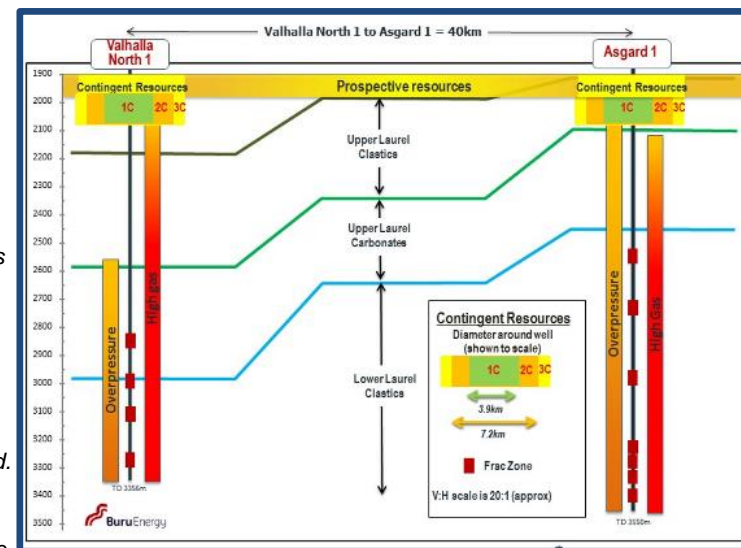 Valhalla North 1 to Asgard 1 = 40km
Valhalla
North 1
Asgard 1
Contingent Resources
1C 2C 3C
Prospective resources
Contingent Resources
1C 2C 3C
1900
2000
2100
2200
2300
2400
2500
2600
2700
2800
2900
3000
3100
3200
3300
3400
3500
Overpressure
High gas
TD 3356m
Upper Laurel
Clastics
Upper Laurel
Carbonates
Lower Laurel
Clastics
Contingent Resources
Diameter around well
(shown to scale)
1C 2C 3C
3.9km
7.2km
Frac Zone
V:H scale is 20:1 (approx)
Overpressure
High Gas
TD 3550m
BuruEnergy
s
d.